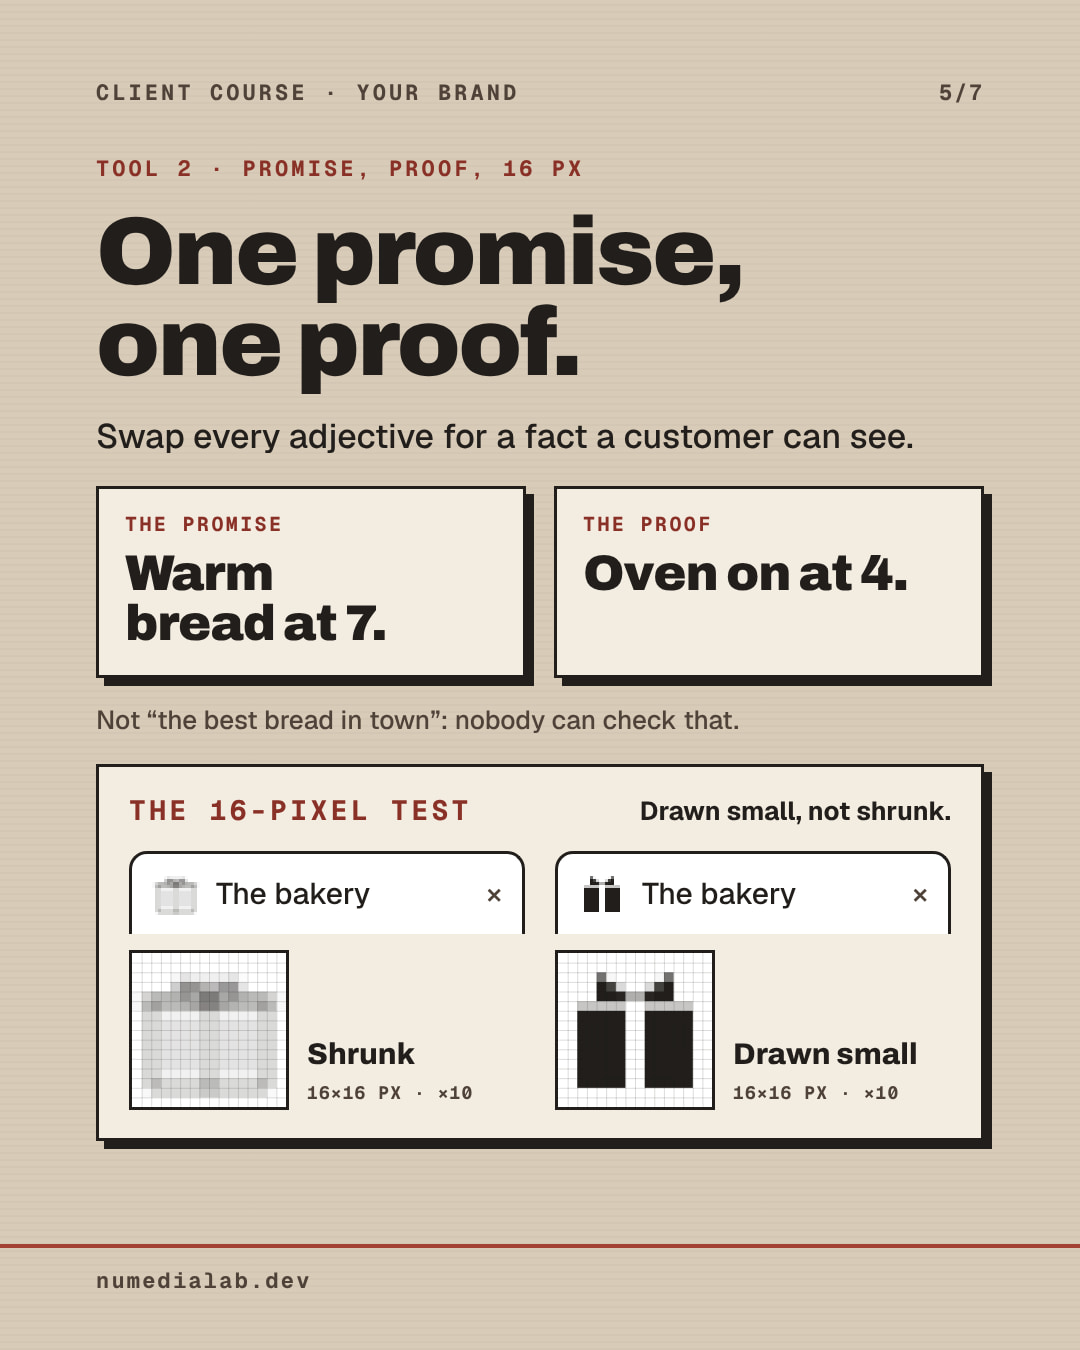 CLIENT COURSE · YOUR BRAND
5/7
TOOL 2 · PROMISE, PROOF, 16 PX
One promise,
one proof.
Swap every adjective for a fact a customer can see.
THE PROMISE
Warm
bread at 7.
THE PROOF
Oven on at 4.
Not “the best bread in town”: nobody can check that.
THE 16-PIXEL TEST
Drawn small, not shrunk.
The bakery ×
The bakery ×
Shrunk
16×16 PX · ×10
Drawn small
16×16 PX · ×10
numedialab.dev